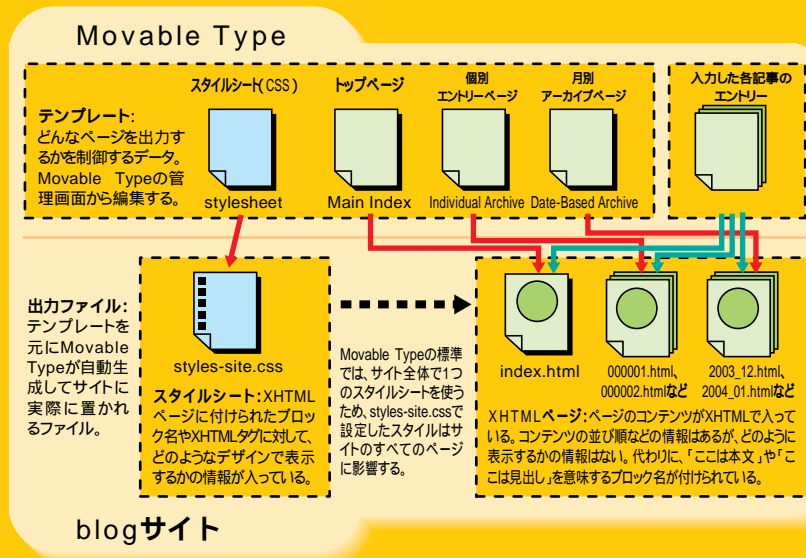 Movable Type
テンプレート:
どんなページを出力す
るかを制御するデータ。
Movable Typeの管
理画面から編集する。
スタイルシート(CSS)
stylesheet
トップページ
Main Index
個別
エントリーページ
Individual Archive
月別
アーカイブページ
Date-Based Archive
入力した各記事の
エントリー
出力ファイル:
テンプレートを
元にMovable
Typeが自動生
成してサイトに
実際に置かれ
るファイル。
styles-site.css
スタイルシート:XHTML
ページに付けられたブロッ
ク名やXHTMLタグに対して、
どのようなデザインで表示
するかの情報が入っている。
Movable Typeの標準
では、サイト全体で1つ
のスタイルシートを使う
ため、styles-site.cssで
設定したスタイルはサ
イトのすべてのページ
に影響する。
index.html
000001.html、
000002.htmlなど
2003_12.html、
2004_01.htmlなど
XHTMLページ:ページのコンテンツがXHTMLで入って
いる。コンテンツの並び順などの情報はあるが、どのように
表示するかの情報はない。代わりに、「ここは本文」や「こ
こは見出し」を意味するブロック名が付けられている。
blogサイト